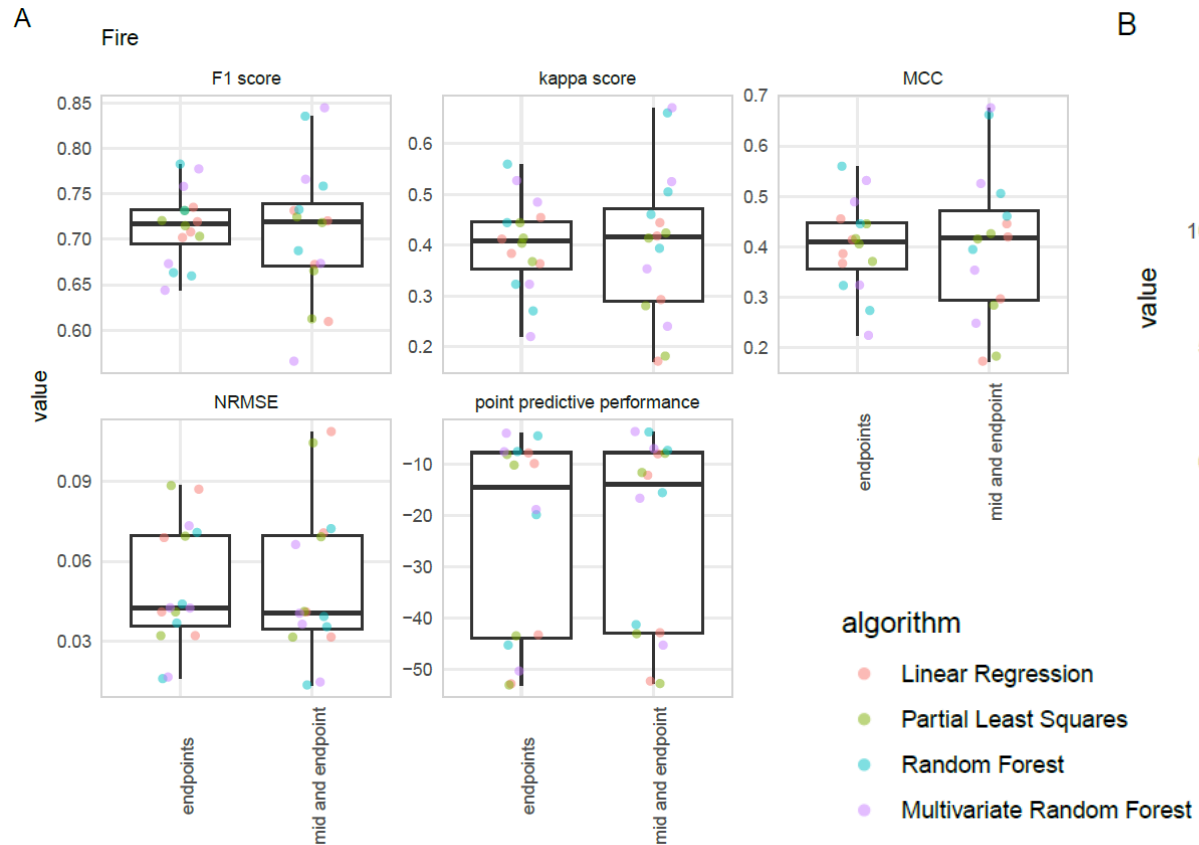 A
B
Fire
F1 score
kappa score
MCC
0.85
0.80
0.75
0.70
0.65
0.60
0.6
0.5
0.4
0.3
0.2
0.7
0.6
0.5
0.4
0.3
0.2
value
NRMSE
point predictive performance
0.09
0.06
0.03
−10
−20
−30
−40
−50
endpoints
mid and endpoint
endpoints
mid and endpoint
endpoints
mid and endpoint
value
algorithm
Linear Regression
Partial Least Squares
Random Forest
Multivariate Random Forest